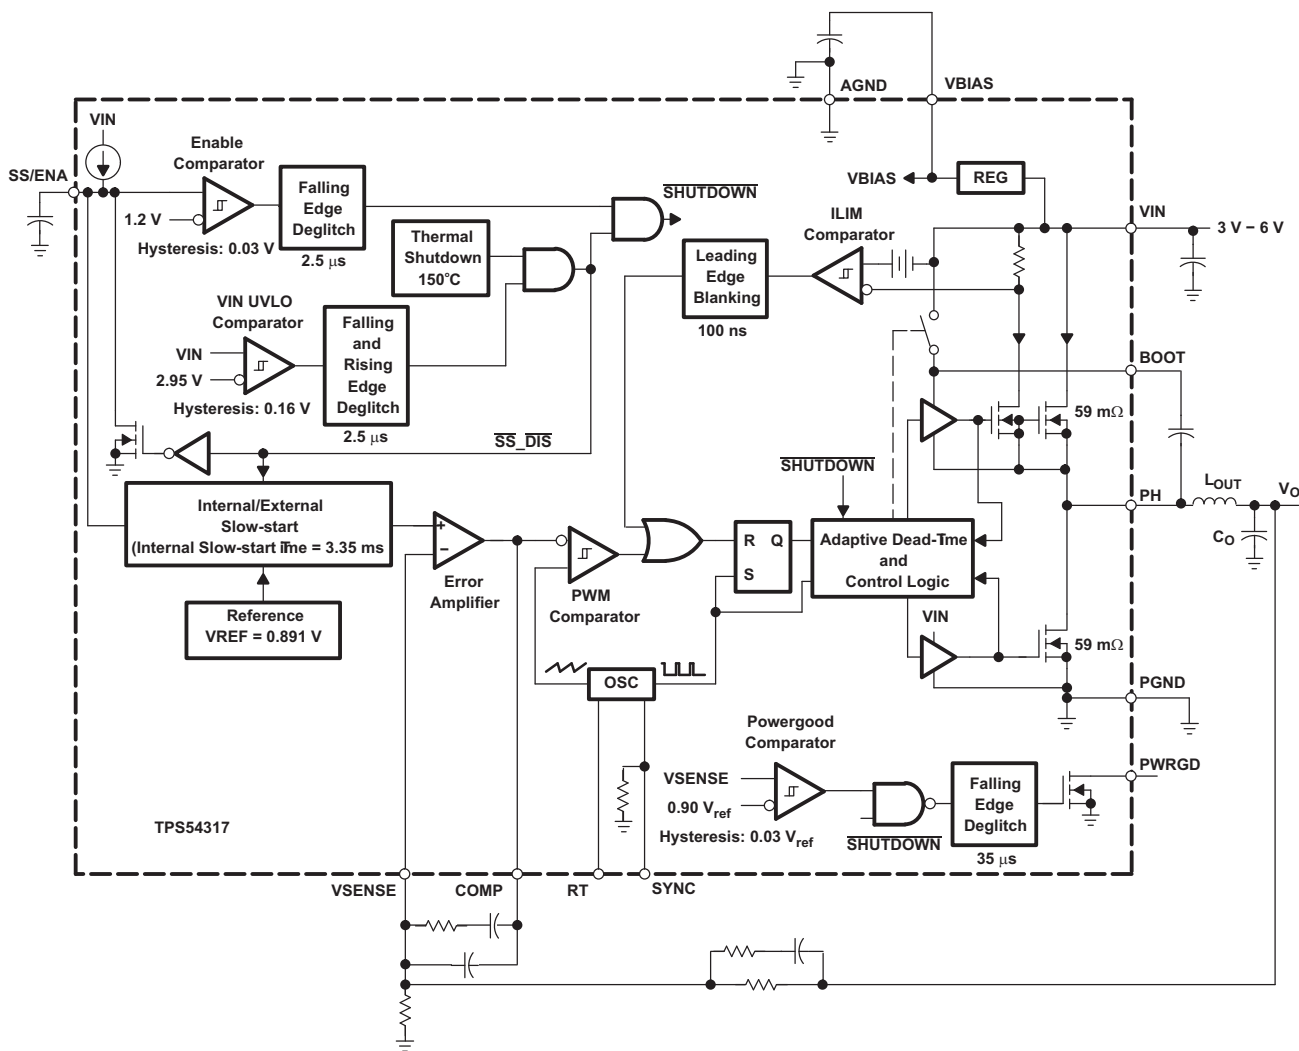 AGND
VBIAS
VIN
Enable
Comparator
SS/ENA
1.2 V
Hysteresis: 0.03 V
Falling
Edge
Deglitch
2.5 μs
SHUTDOWN
Thermal
Shutdown
150°C
VIN UVLO
Comparator
VIN
2.95 V
Hysteresis: 0.16 V
Falling
and
Rising
Edge
Deglitch
2.5 μs
SS_DIS
VBIAS
REG
ILIM
Comparator
Leading
Edge
Blanking
100 ns
VIN
3 V − 6 V
BOOT
59 mΩ
SHUTDOWN
PH
LOUT
VO
CO
Internal/External
Slow-start
(Internal Slow-start Time = 3.35 ms
Reference
VREF = 0.891 V
+
−
Error
Amplifier
PWM
Comparator
R Q
S
Adaptive Dead-Time
and
Control Logic
VIN
59 mΩ
OSC
PGND
Powergood
Comparator
VSENSE
0.90 Vref
Hysteresis: 0.03 Vref
SHUTDOWN
Falling
Edge
Deglitch
35 μs
PWRGD
TPS54317
VSENSE
COMP
RT
SYNC